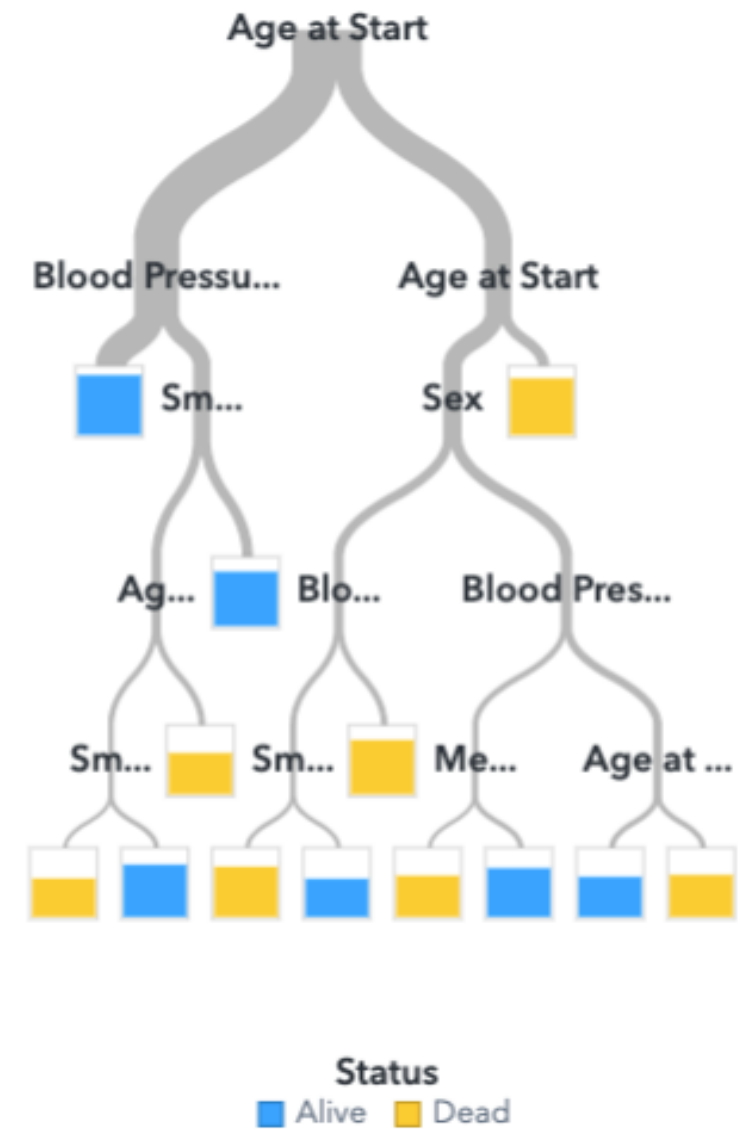 Age at Start
Blood Pressu... Age at Start
Sm... Sex
Ag... Blo... Blood Pres...
Sm... Sm... Me... Age at ...
Status
Alive Dead